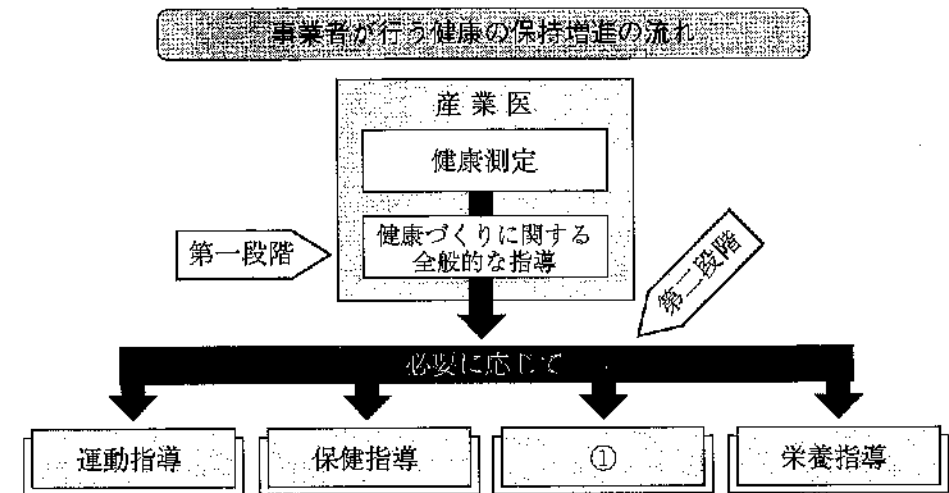 事業者が行う健康の保持増進の流れ
産業医
健康測定
第一段階
健康づくりに関する
全般的な指導
第二段階
必要に応じて
運動指導
保健指導
①
栄養指導